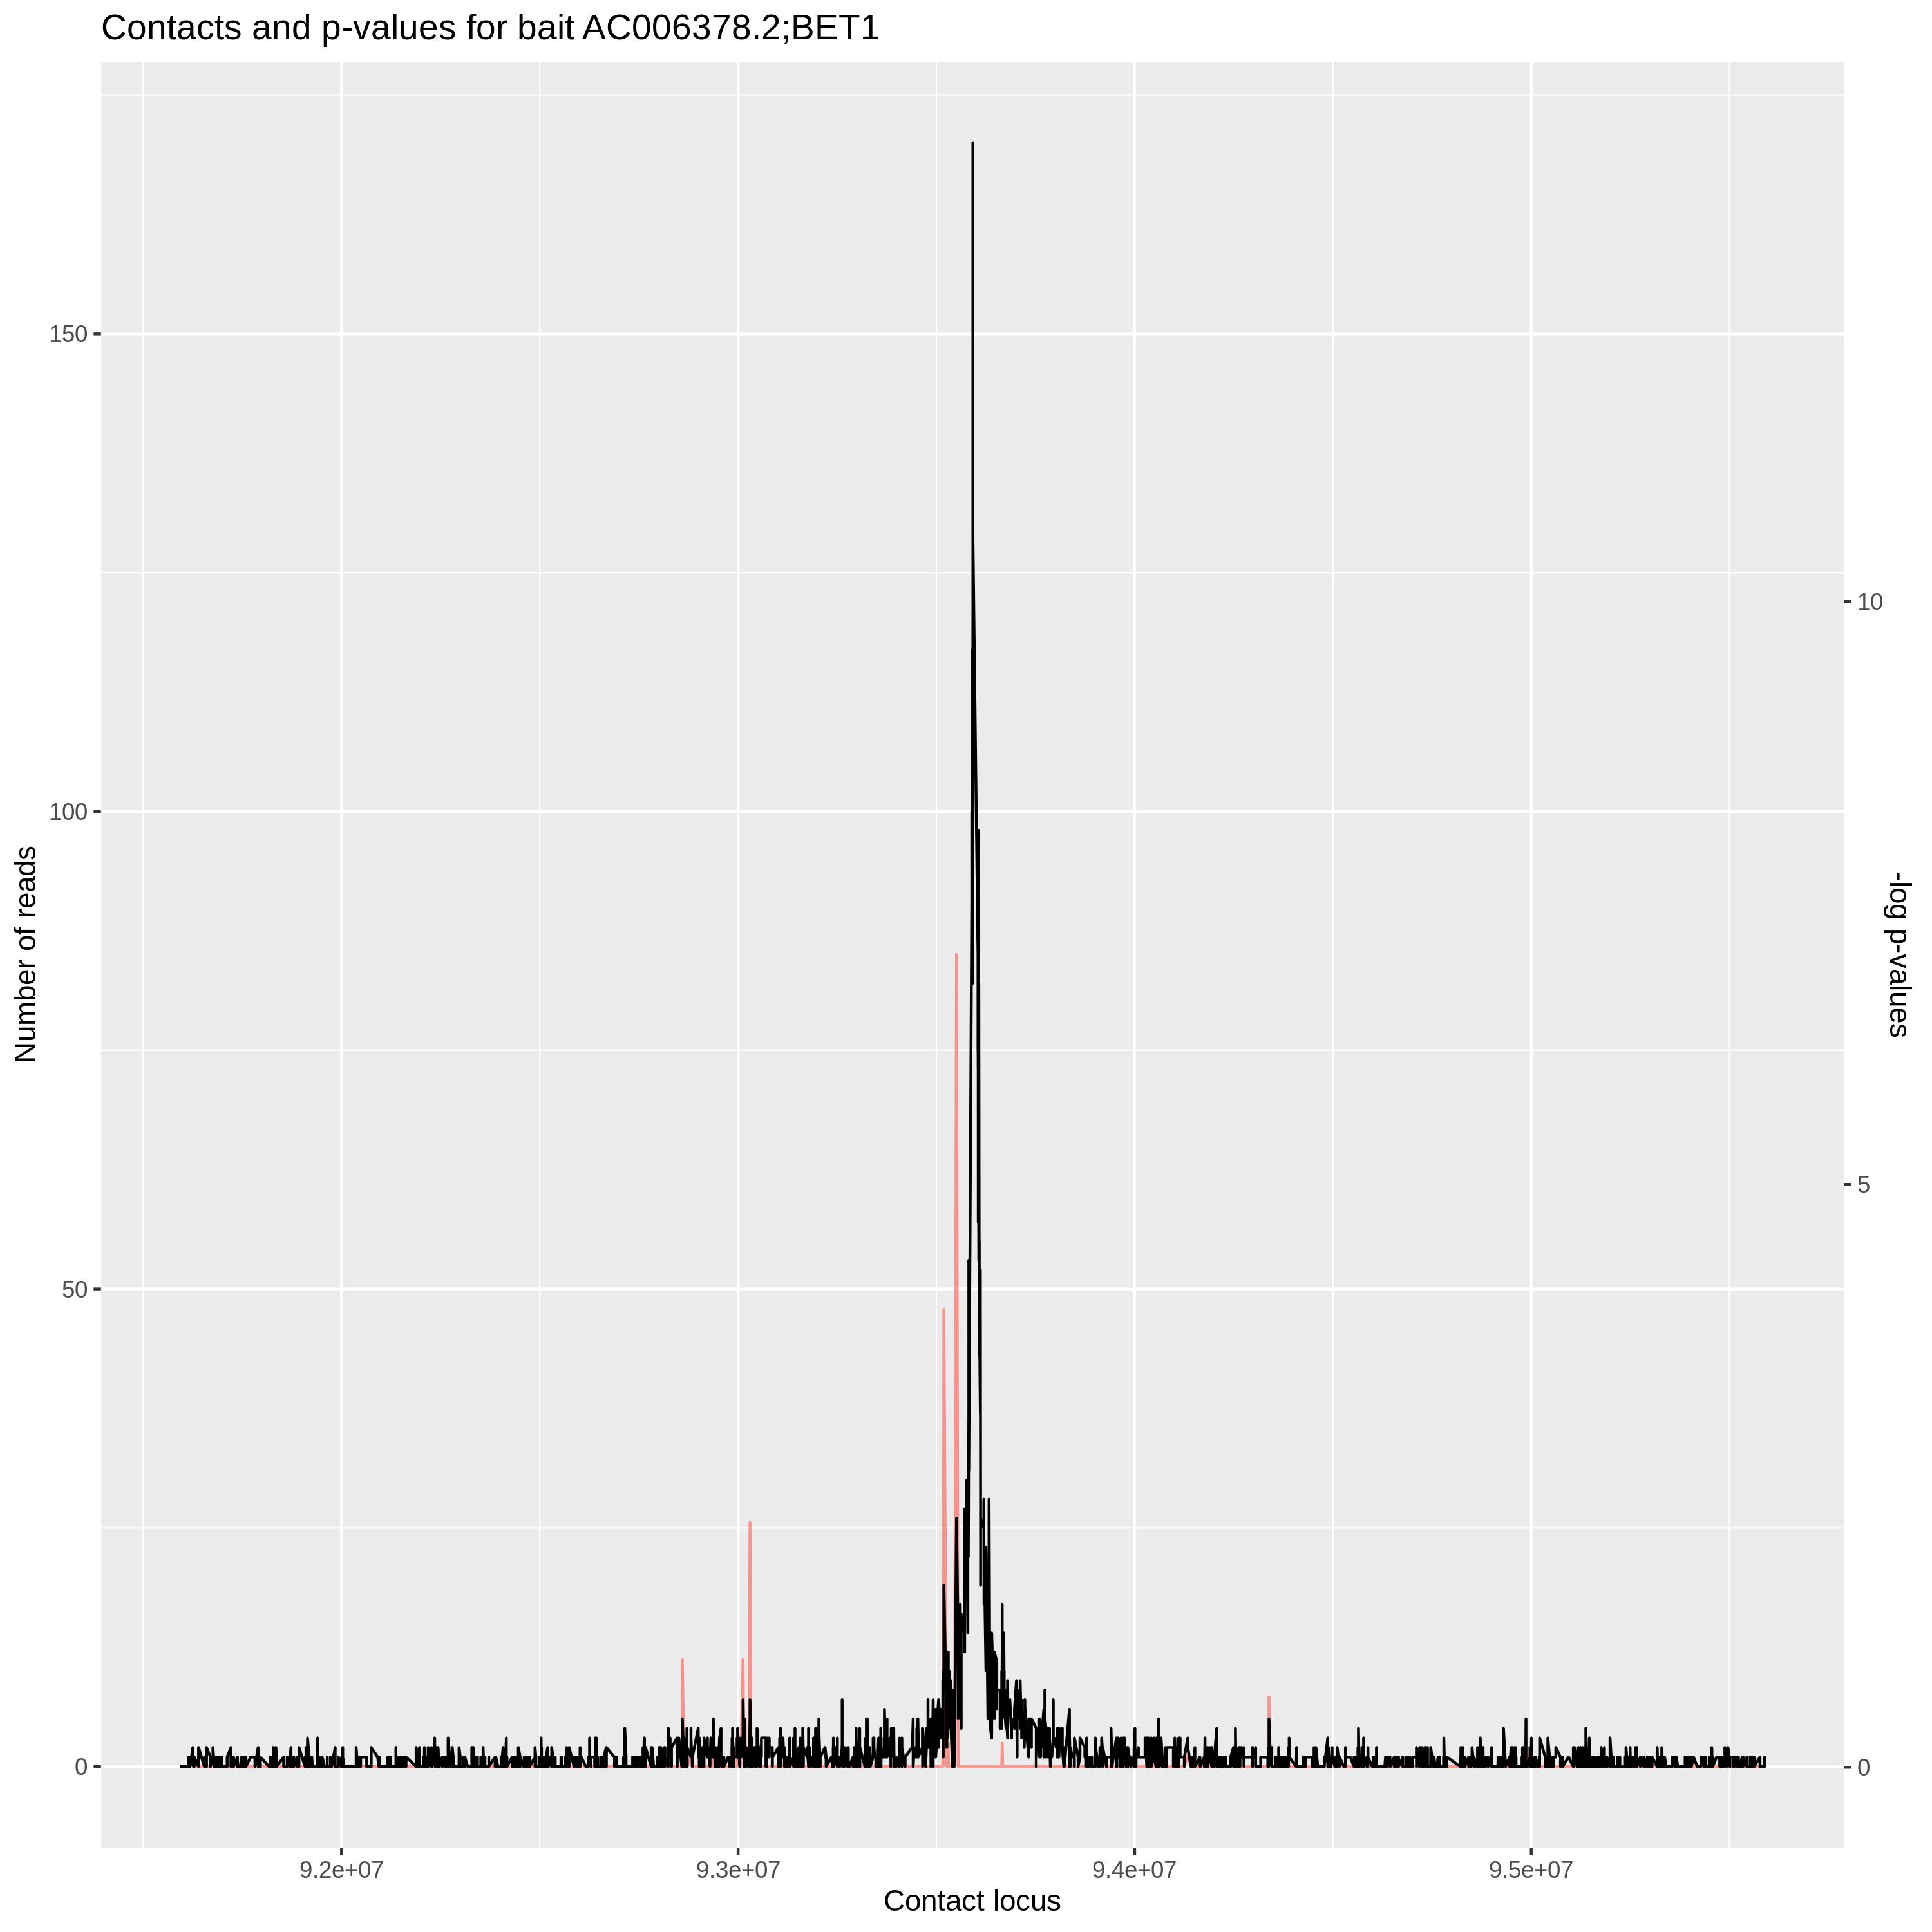 Contacts and p-values for bait AC006378.2;BET1
150
100
50
0
Number of reads
10
5
0
-log p-values
9.2e+07
9.3e+07
9.4e+07
9.5e+07
Contact locus